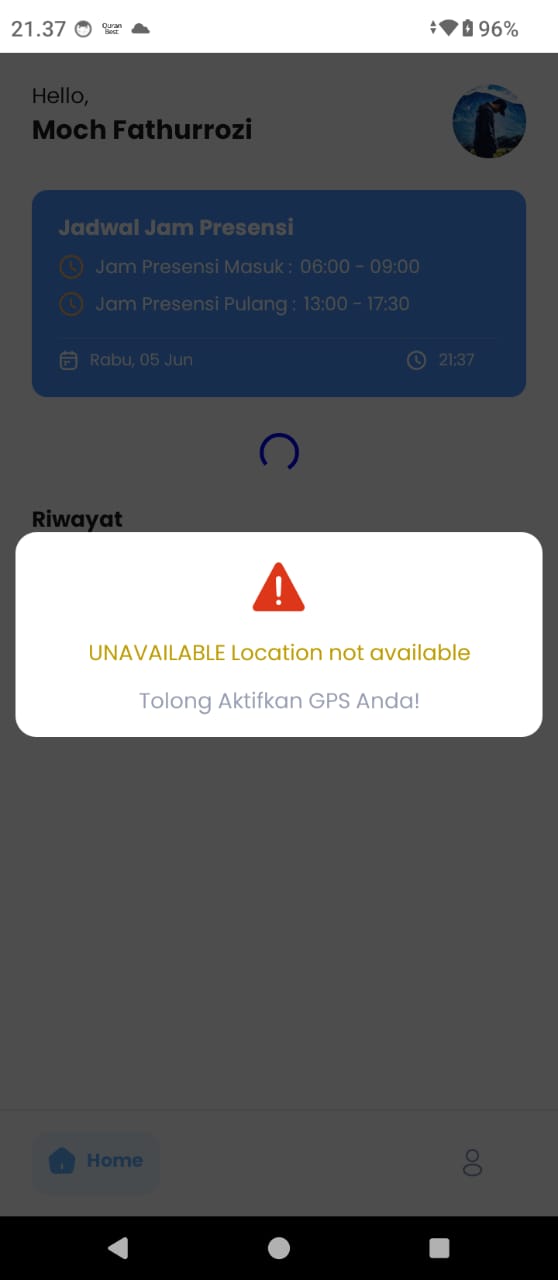 21.37 Quran Best 96%
Hello,
Moch Fathurrozi
Jadwal Jam Presensi
Jam Presensi Masuk : 06:00 - 09:00
Jam Presensi Pulang : 13:00 - 17:30
Rabu, 05 Jun 21:37
Riwayat
UNAVAILABLE Location not available
Tolong Aktifkan GPS Anda!
Home